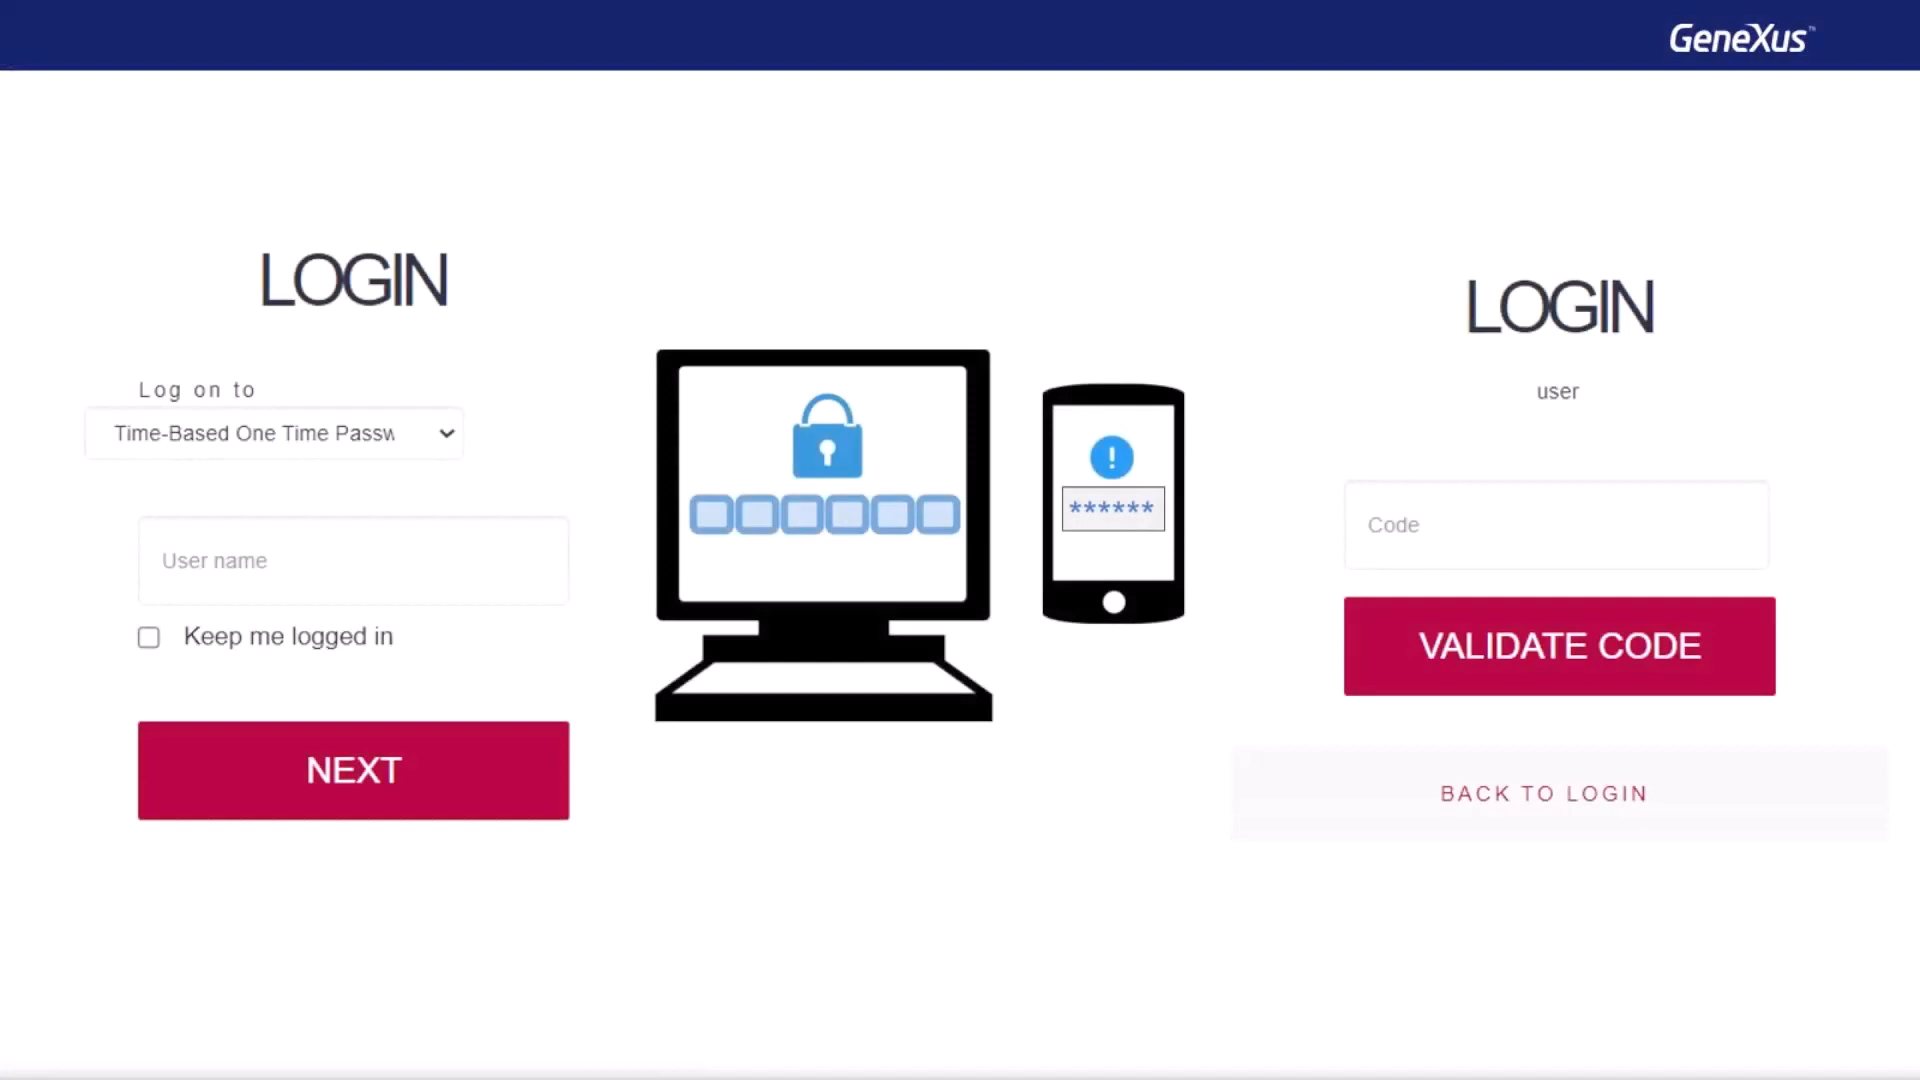 GeneXus™
LOGIN
Log on to
Time-Based One Time Passw
User name
Keep me logged in
NEXT
!
******
LOGIN
user
Code
VALIDATE CODE
BACK TO LOGIN